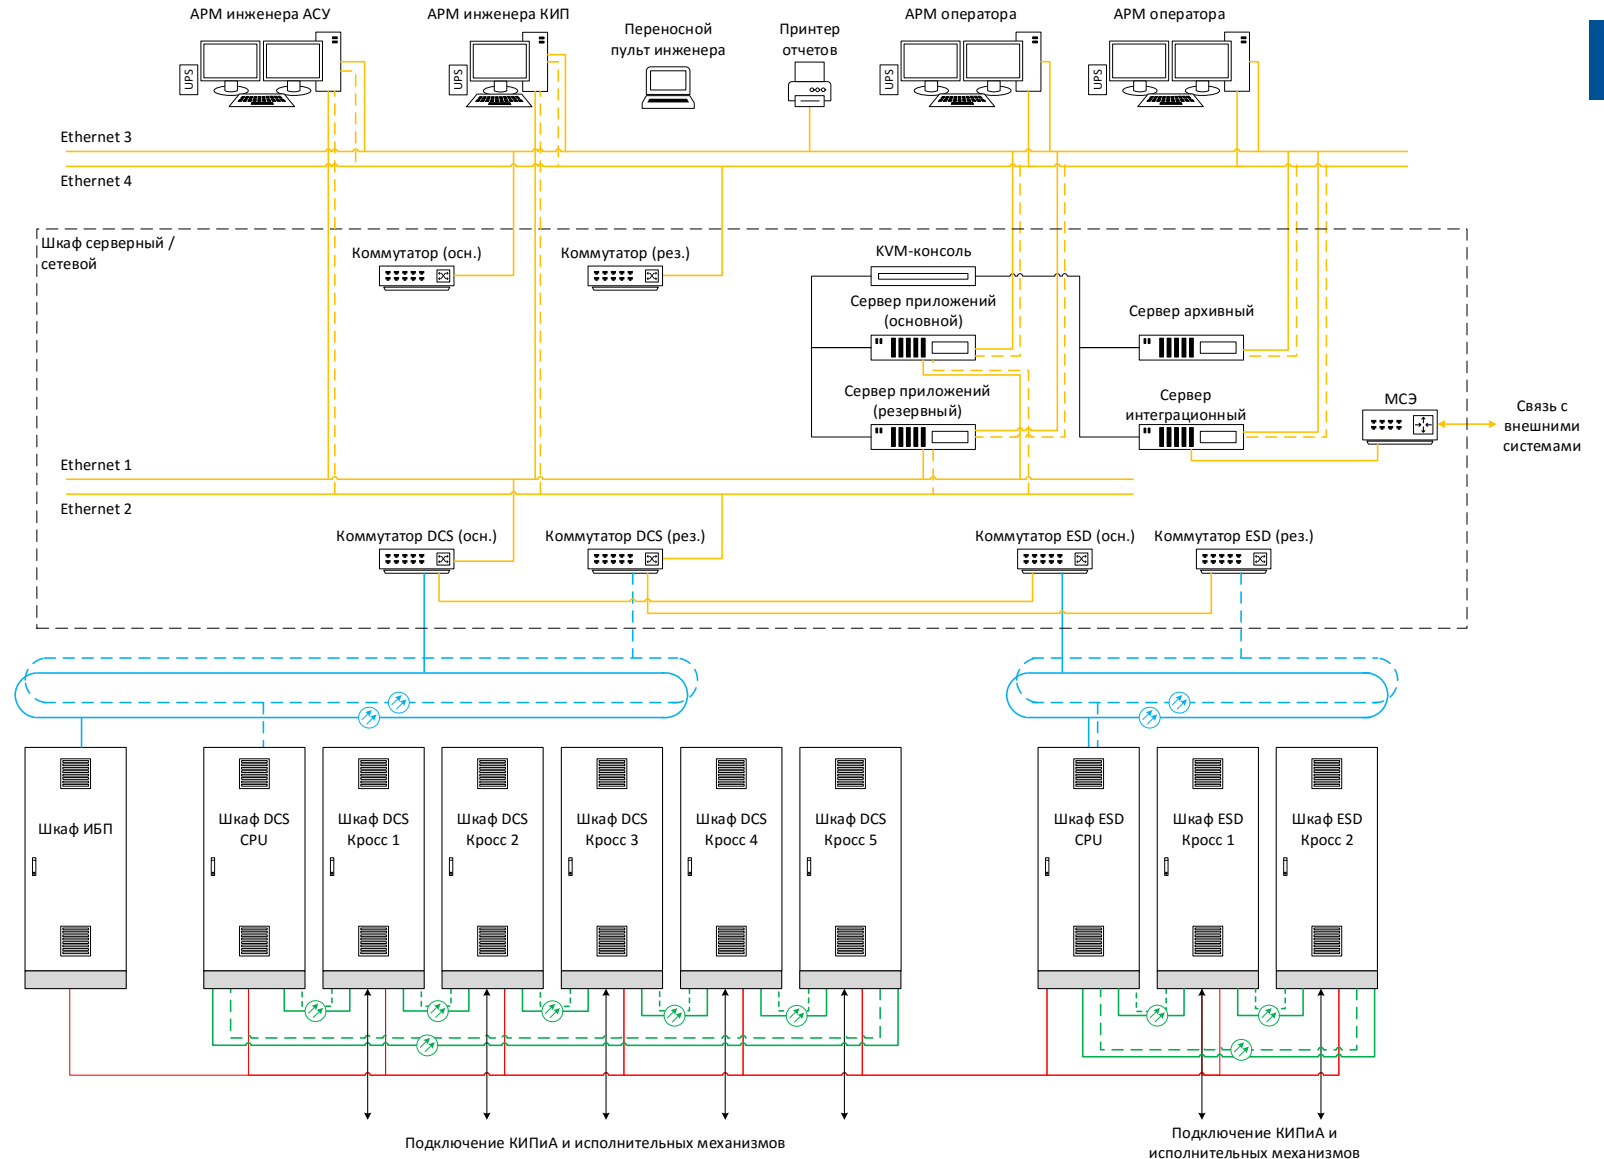 АРМ инженера АСУ
АРМ инженера КИП
Переносной
пульт инженера
Принтер
отчетов
АРМ оператора
АРМ оператора
UPS
UPS
UPS
UPS
Ethernet 3
Ethernet 4
Шкаф серверный /
сетевой
Коммутатор (осн.)
Коммутатор (рез.)
KVM-консоль
Сервер приложений
(основной)
Сервер архивный
Сервер приложений
(резервный)
Сервер
интеграционный
МСЭ
Связь с
внешними
системами
Ethernet 1
Ethernet 2
Коммутатор DCS (осн.)
Коммутатор DCS (рез.)
Коммутатор ESD (осн.)
Коммутатор ESD (рез.)
Шкаф ИБП
Шкаф DCS
CPU
Шкаф DCS
Кросс 1
Шкаф DCS
Кросс 2
Шкаф DCS
Кросс 3
Шкаф DCS
Кросс 4
Шкаф DCS
Кросс 5
Шкаф ESD
CPU
Шкаф ESD
Кросс 1
Шкаф ESD
Кросс 2
Подключение КИПиА и исполнительных механизмов
Подключение КИПиА и
исполнительных механизмов